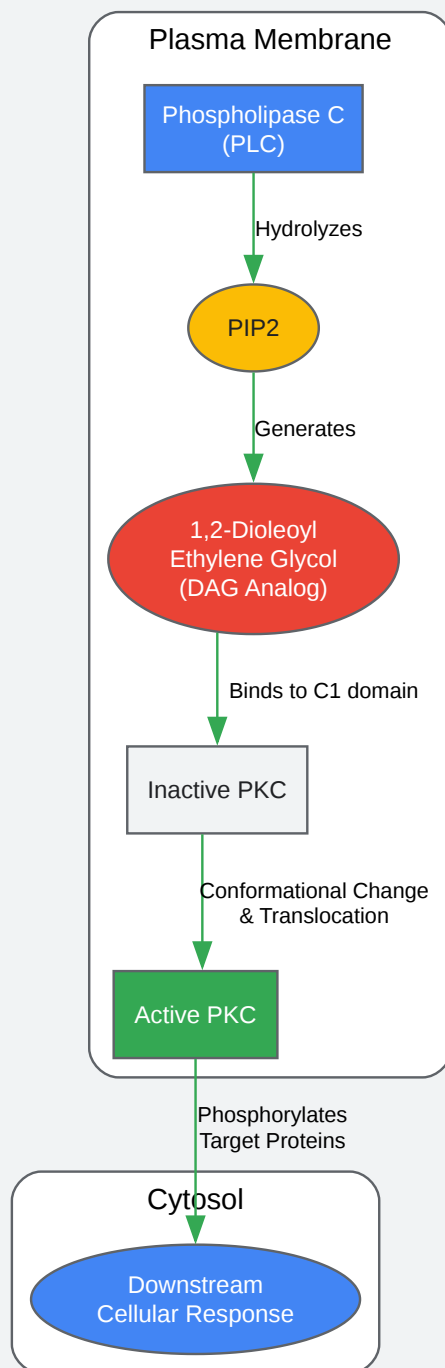 Plasma Membrane
Phospholipase C
(PLC)
Hydrolyzes
PIP2
Generates
1,2-Dioleoyl
Ethylene Glycol
(DAG Analog)
Binds to C1 domain
Inactive PKC
Conformational Change
& Translocation
Active PKC
Phosphorylates
Target Proteins
Cytosol
Downstream
Cellular Response